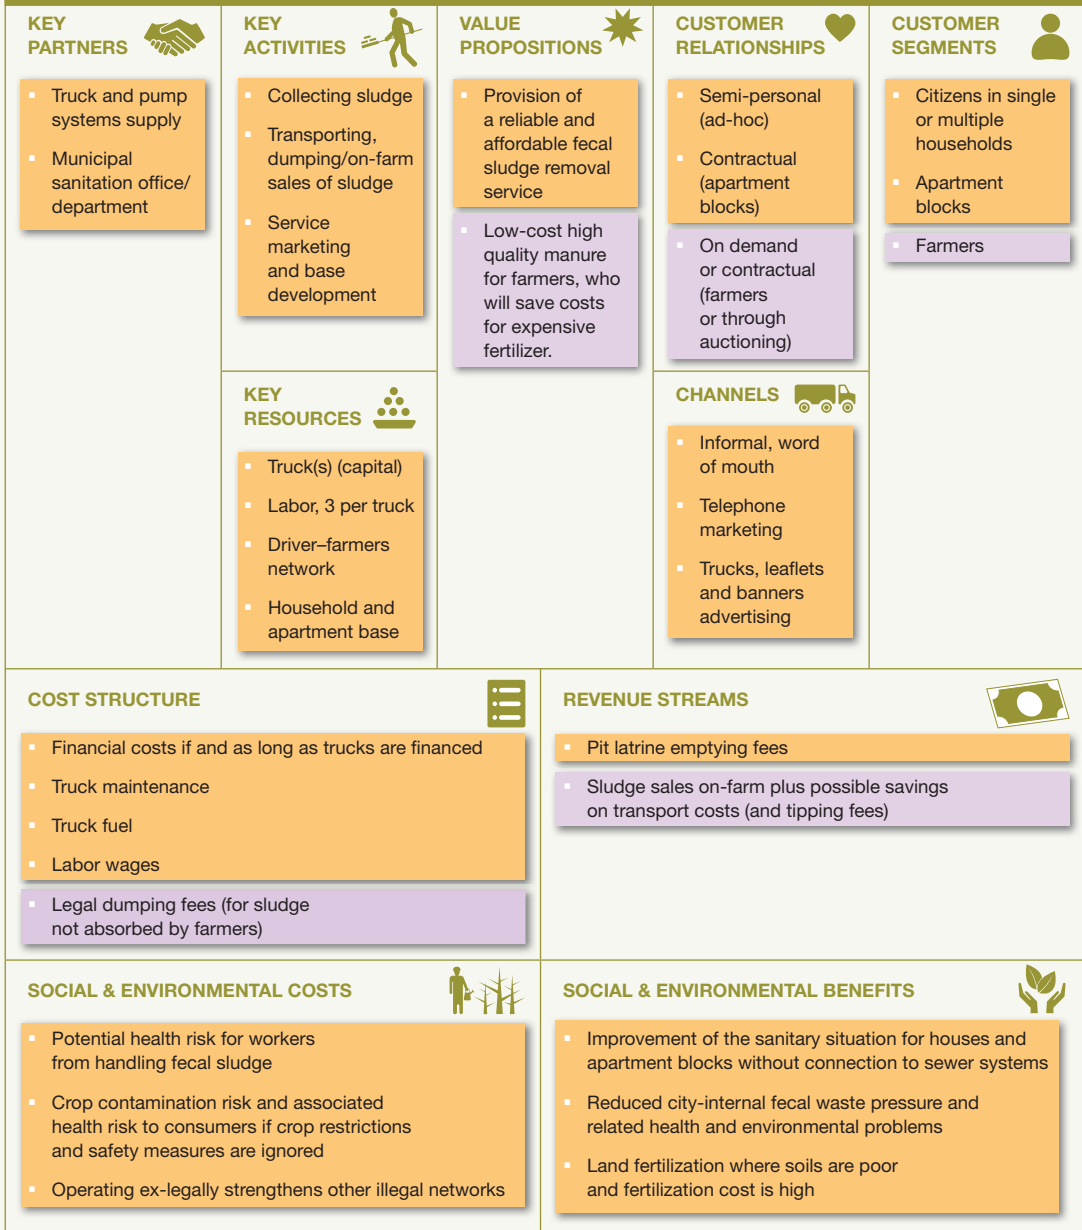 KEY
PARTNERS
Truck and pump
systems supply
Municipal
sanitation office/
department
KEY
ACTIVITIES
Collecting sludge
Transporting,
dumping/on-farm
sales of sludge
Service
marketing
and base
development
KEY
RESOURCES
Truck(s) (capital)
Labor, 3 per truck
Driver–farmers
network
Household and
apartment base
VALUE
PROPOSITIONS
Provision of
a reliable and
affordable fecal
sludge removal
service
Low-cost high
quality manure
for farmers, who
will save costs
for expensive
fertilizer.
CUSTOMER
RELATIONSHIPS
Semi-personal
(ad-hoc)
Contractual
(apartment
blocks)
On demand
or contractual
(farmers
or through
auctioning)
CHANNELS
Informal, word
of mouth
Telephone
marketing
Trucks, leaflets
and banners
advertising
CUSTOMER
SEGMENTS
Citizens in single
or multiple
households
Apartment
blocks
Farmers
COST STRUCTURE
Financial costs if and as long as trucks are financed
Truck maintenance
Truck fuel
Labor wages
Legal dumping fees (for sludge
not absorbed by farmers)
REVENUE STREAMS
Pit latrine emptying fees
Sludge sales on-farm plus possible savings
on transport costs (and tipping fees)
SOCIAL & ENVIRONMENTAL COSTS
Potential health risk for workers
from handling fecal sludge
Crop contamination risk and associated
health risk to consumers if crop restrictions
and safety measures are ignored
Operating ex-legally strengthens other illegal networks
SOCIAL & ENVIRONMENTAL BENEFITS
Improvement of the sanitary situation for houses and
apartment blocks without connection to sewer systems
Reduced city-internal fecal waste pressure and
related health and environmental problems
Land fertilization where soils are poor
and fertilization cost is high